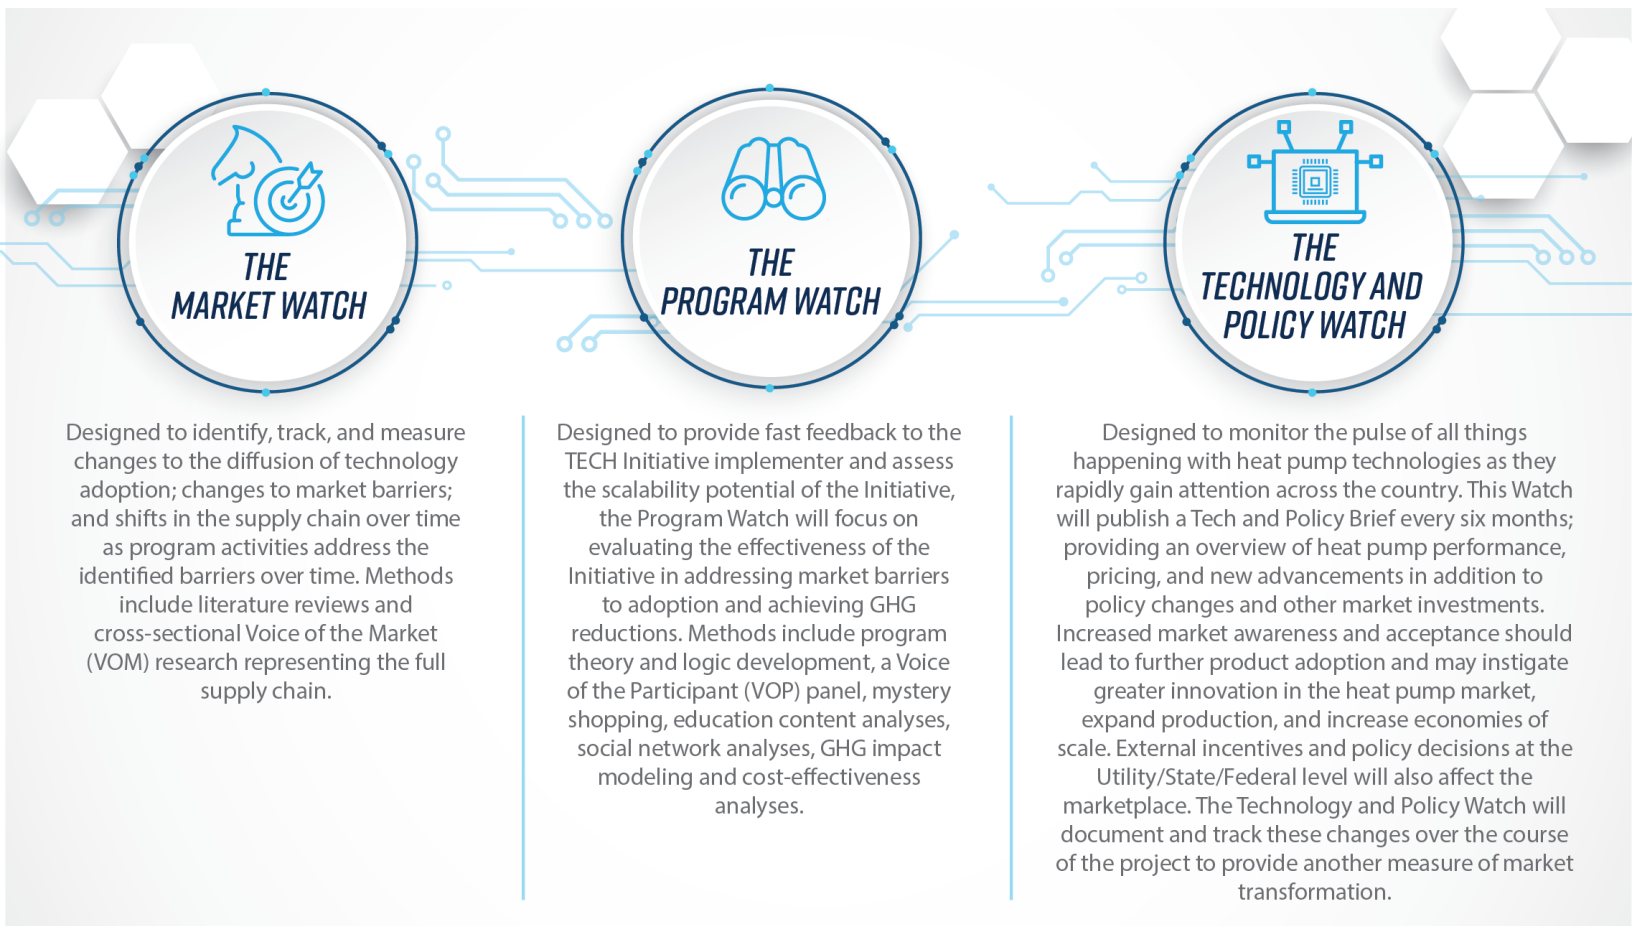 THE
MARKET WATCH
Designed to identify, track, and measure
changes to the diffusion of technology
adoption; changes to market barriers;
and shifts in the supply chain over time
as program activities address the
identified barriers over time. Methods
include literature reviews and
cross-sectional Voice of the Market
(VOM) research representing the full
supply chain.
THE
PROGRAM WATCH
Designed to provide fast feedback to the
TECH Initiative implementer and assess
the scalability potential of the Initiative,
the Program Watch will focus on
evaluating the effectiveness of the
Initiative in addressing market barriers
to adoption and achieving GHG
reductions. Methods include program
theory and logic development, a Voice
of the Participant (VOP) panel, mystery
shopping, education content analyses,
social network analyses, GHG impact
modeling and cost-effectiveness
analyses.
THE
TECHNOLOGY AND
POLICY WATCH
Designed to monitor the pulse of all things
happening with heat pump technologies as they
rapidly gain attention across the country. This Watch
will publish a Tech and Policy Brief every six months;
providing an overview of heat pump performance,
pricing, and new advancements in addition to
policy changes and other market investments.
Increased market awareness and acceptance should
lead to further product adoption and may instigate
greater innovation in the heat pump market,
expand production, and increase economies of
scale. External incentives and policy decisions at the
Utility/State/Federal level will also affect the
marketplace. The Technology and Policy Watch will
document and track these changes over the course
of the project to provide another measure of market
transformation.